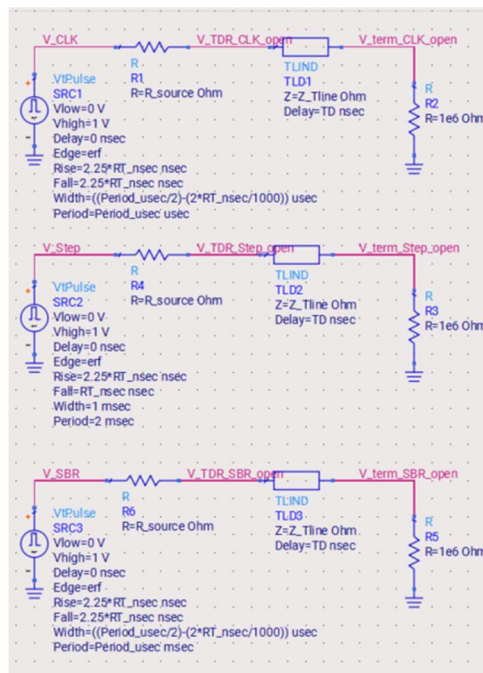 V_CLK
V_TDR_CLK_open
V_term_CLK_open
VtPulse
SRC1
Vlow=0 V
Vhigh=1 V
Delay=0 nsec
Edge=erf
Rise=2.25*RT_nsec nsec
Fall=2.25*RT_nsec nsec
Width=((Period_usec/2)-(2*RT_nsec/1000)) usec
Period=Period_usec usec
R
R1
R=R_source Ohm
TLIND
TLD1
Z=Z_Tline Ohm
Delay=TD nsec
R
R2
R=1e6 Ohm
V_Step
V_TDR_Step_open
V_term_Step_open
VtPulse
SRC2
Vlow=0 V
Vhigh=1 V
Delay=0 nsec
Edge=erf
Rise=2.25*RT_nsec nsec
Fall=RT_nsec nsec
Width=1 msec
Period=2 msec
R
R4
R=R_source Ohm
TLIND
TLD2
Z=Z_Tline Ohm
Delay=TD nsec
R
R3
R=1e6 Ohm
V_SBR
V_TDR_SBR_open
V_term_SBR_open
VtPulse
SRC3
Vlow=0 V
Vhigh=1 V
Delay=0 nsec
Edge=erf
Rise=2.25*RT_nsec nsec
Fall=2.25*RT_nsec nsec
Width=((Period_usec/2)-(2*RT_nsec/1000)) usec
Period=Period_usec msec
R
R6
R=R_source Ohm
TLIND
TLD3
Z=Z_Tline Ohm
Delay=TD nsec
R
R5
R=1e6 Ohm